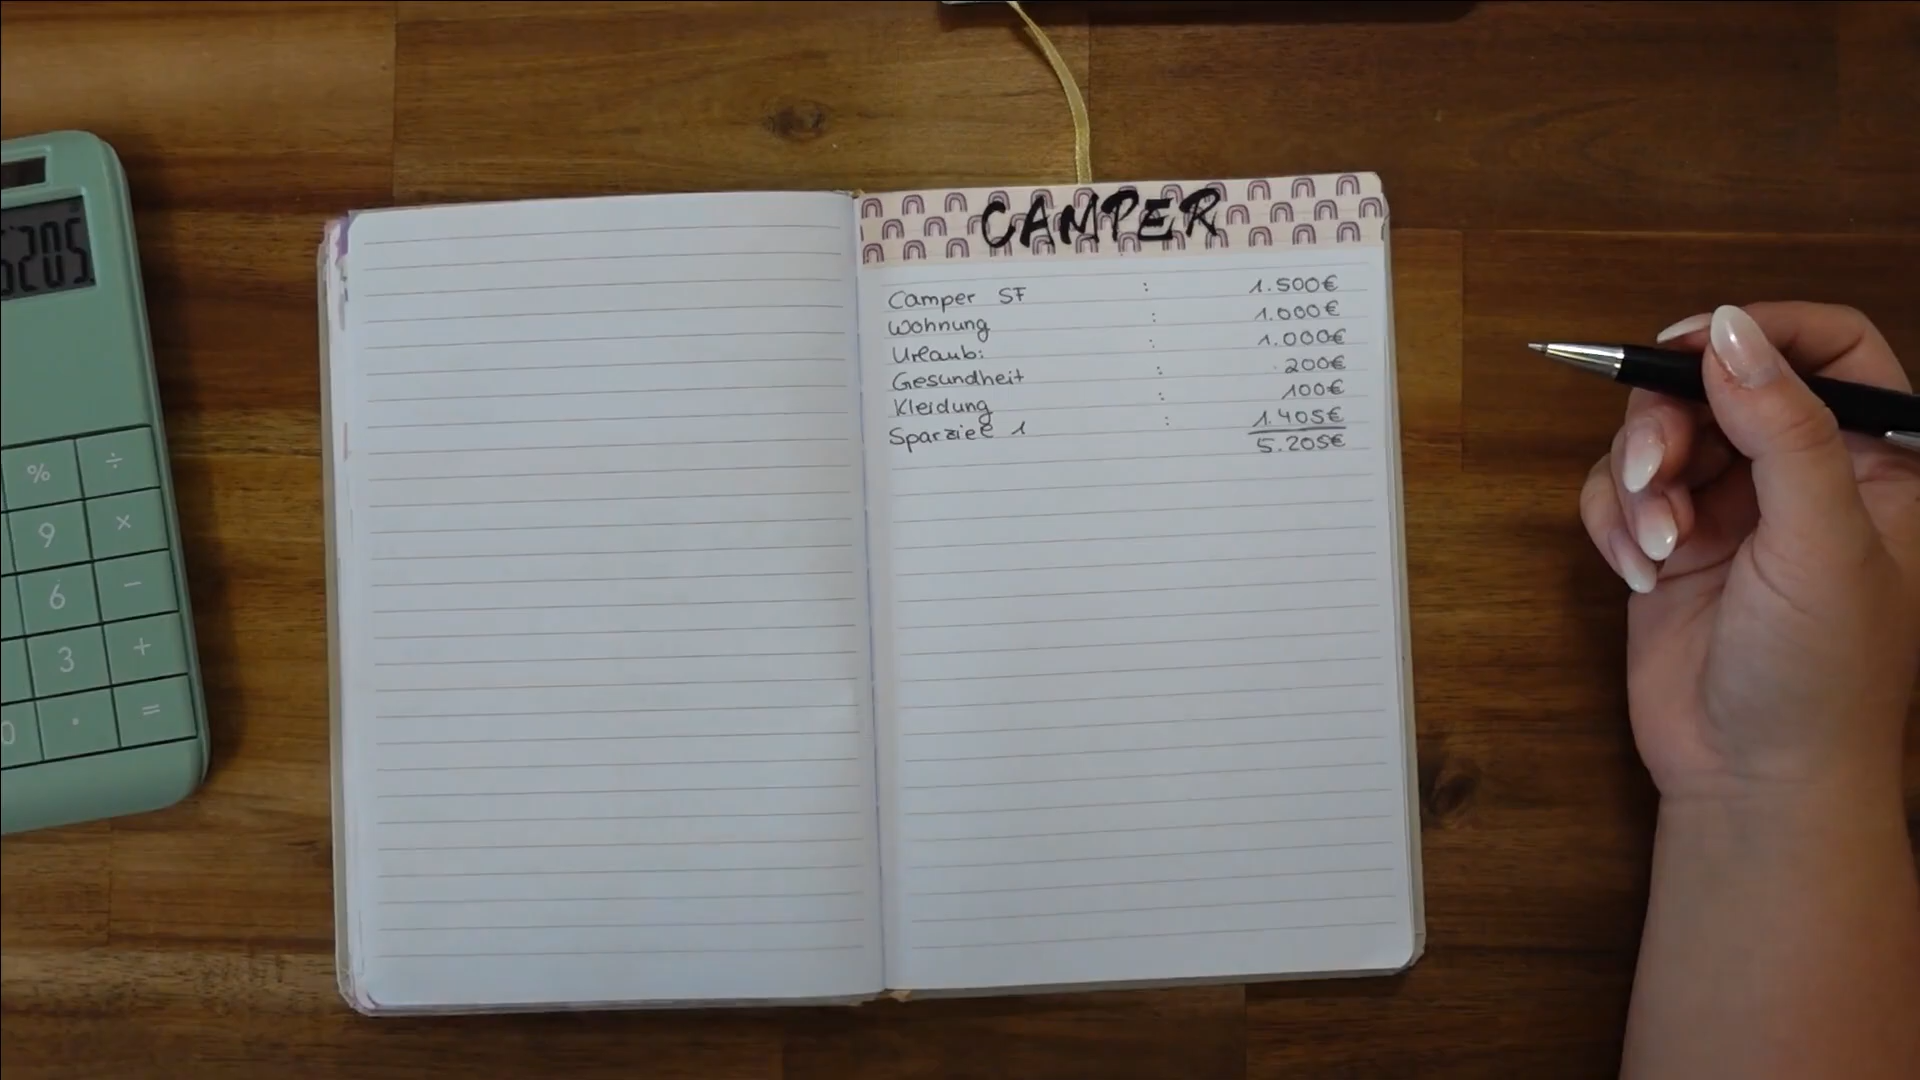 CAMPER
Camper SF : 1.500€
Wohnung : 1.000€
Urlaub: : 1.000€
Gesundheit : 200€
Kleidung : 100€
Sparziel 1 : 1.405€
5.205€
5205
% ÷
9 ×
6 −
3 +
0 . =